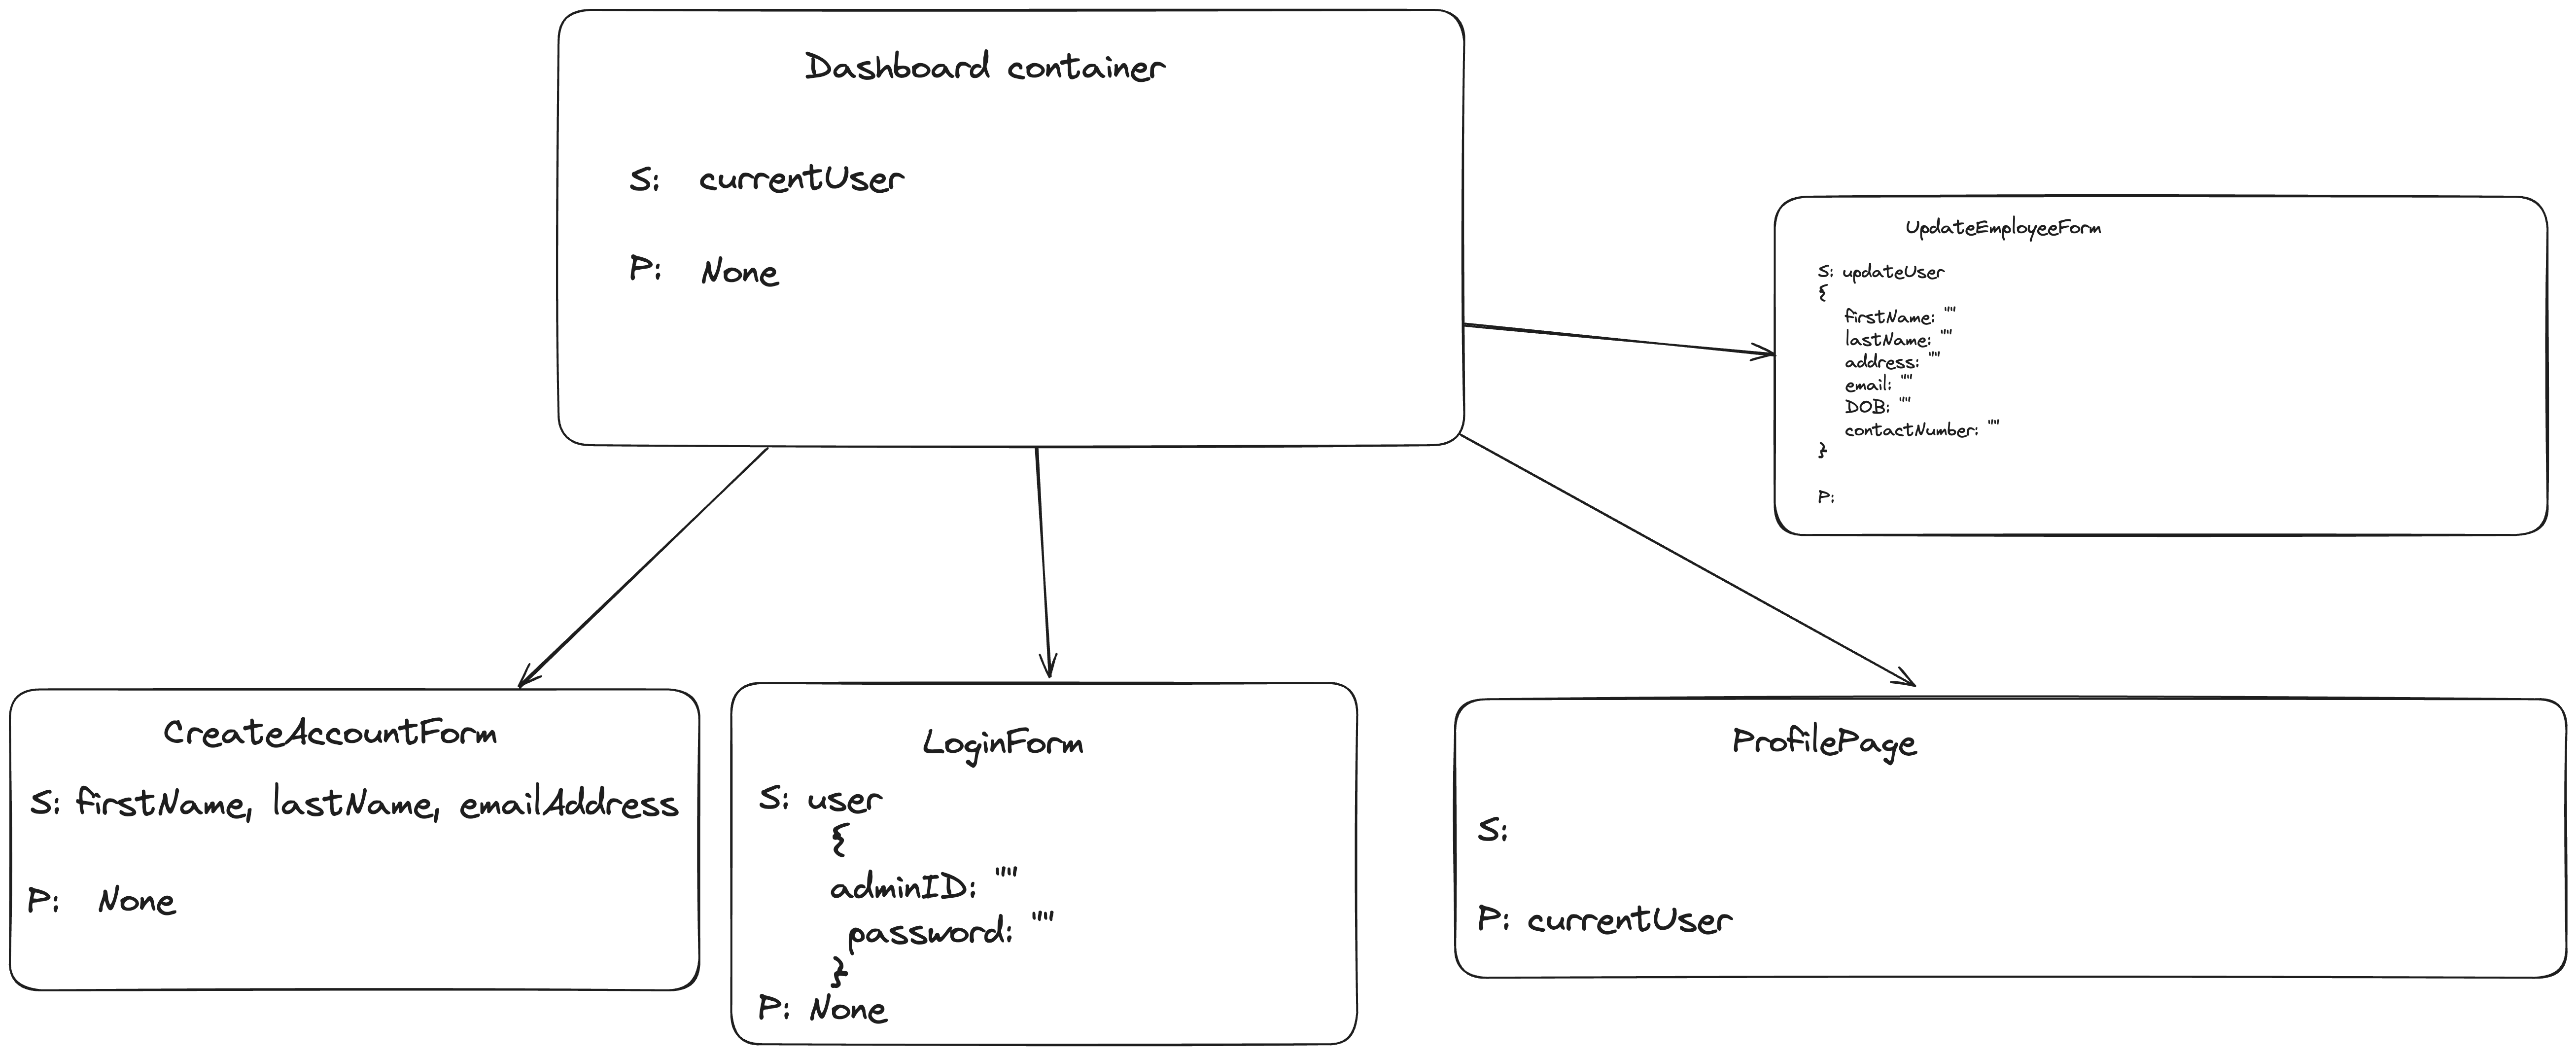 Dashboard container
S: currentUser
P: None
UpdateEmployeeForm
S: updateUser
{
firstName: ""
lastName: ""
address: ""
email: ""
DOB: ""
contactNumber: ""
}
P:
CreateAccountForm
S: firstName, lastName, emailAddress
P: None
LoginForm
S: user
{
adminID: ""
password: ""
}
P: None
ProfilePage
S:
P: currentUser